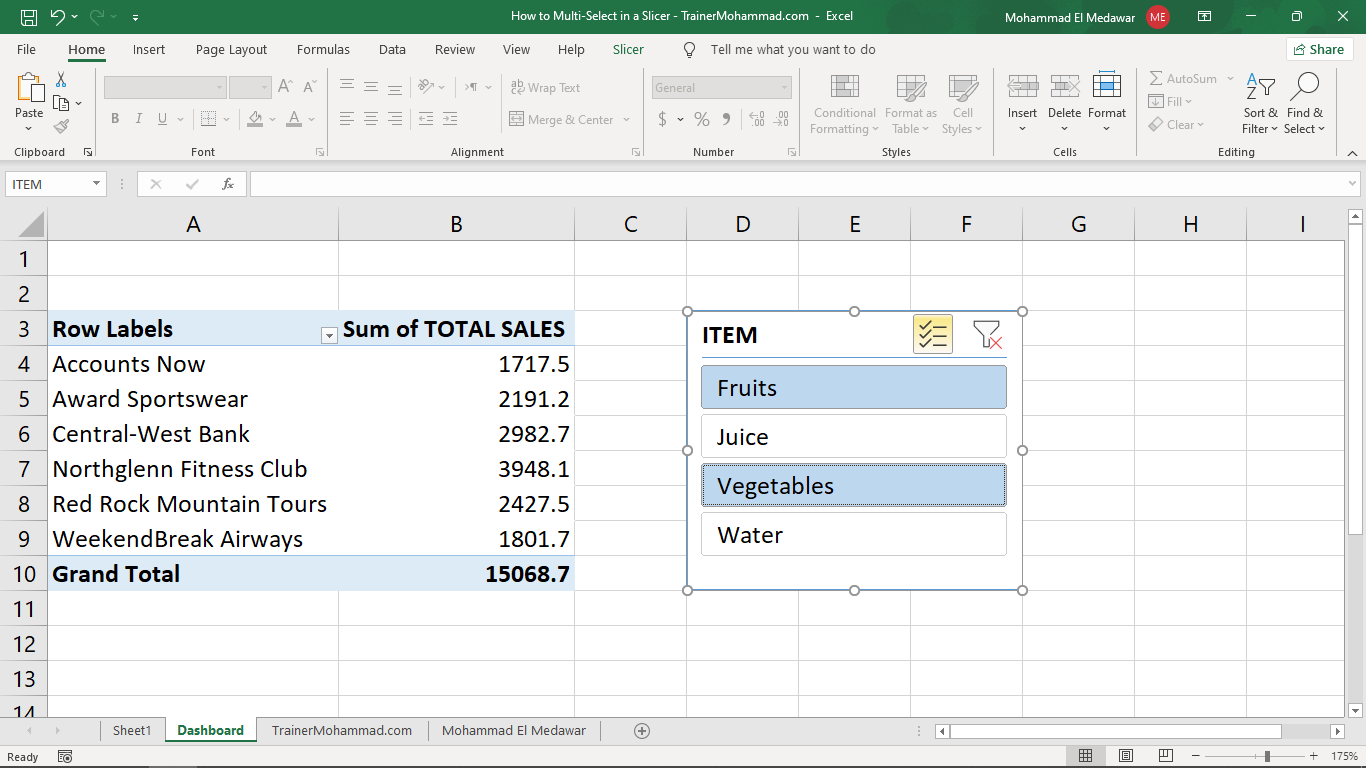 How to Multi-Select in a Slicer - TrainerMohammad.com - Excel
Mohammad El Medawar ME
File Home Insert Page Layout Formulas Data Review View Help Slicer Tell me what you want to do Share
Paste
B I U
Wrap Text
Merge & Center
General
$ % 9
Conditional Formatting
Format as Table
Cell Styles
Insert
Delete
Format
AutoSum
Fill
Clear
Sort & Filter
Find & Select
Clipboard Font Alignment Number Styles Cells Editing
ITEM fx
A B C D E F G H I
1
2
3 Row Labels Sum of TOTAL SALES
4 Accounts Now 1717.5
5 Award Sportswear 2191.2
6 Central-West Bank 2982.7
7 Northglenn Fitness Club 3948.1
8 Red Rock Mountain Tours 2427.5
9 WeekendBreak Airways 1801.7
10 Grand Total 15068.7
11
12
13
14
ITEM
Fruits
Juice
Vegetables
Water
Sheet1 Dashboard TrainerMohammad.com Mohammad El Medawar
Ready 175%